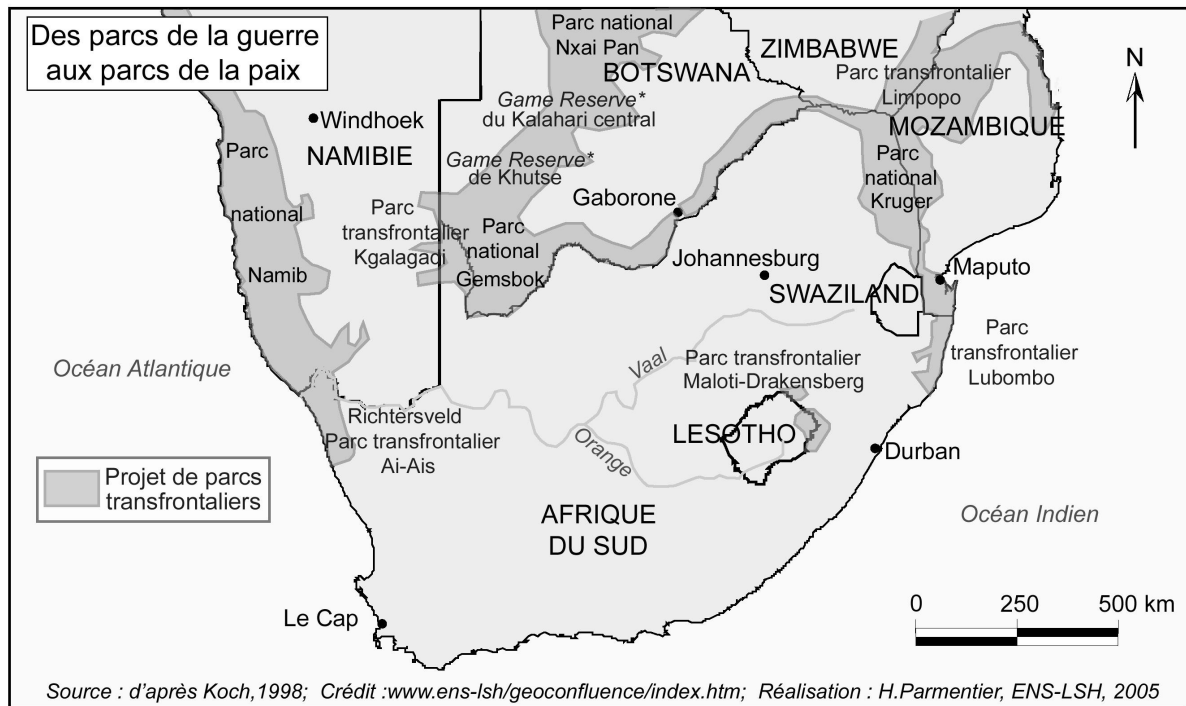 Des parcs de la guerre
aux parcs de la paix
Parc national
Nxai Pan
BOTSWANA
ZIMBABWE
Parc transfrontalier
Limpopo
MOZAMBIQUE
N
Windhoek
NAMIBIE
Game Reserve*
du Kalahari central
Game Reserve*
de Khutse
Parc
national
Namib
Parc
transfrontalier
Kgalagadi
Parc
national
Gemsbok
Gaborone
Parc
national
Kruger
Johannesburg
SWAZILAND
Maputo
Parc
transfrontalier
Lubombo
Océan Atlantique
Vaal
Parc transfrontalier
Maloti-Drakensberg
LESOTHO
Orange
Richtersveld
Parc transfrontalier
Ai-Ais
Durban
Projet de parcs
transfrontaliers
AFRIQUE
DU SUD
Océan Indien
Le Cap
0 250 500 km
Source : d'après Koch,1998; Crédit :www.ens-lsh/geoconfluence/index.htm; Réalisation : H.Parmentier, ENS-LSH, 2005